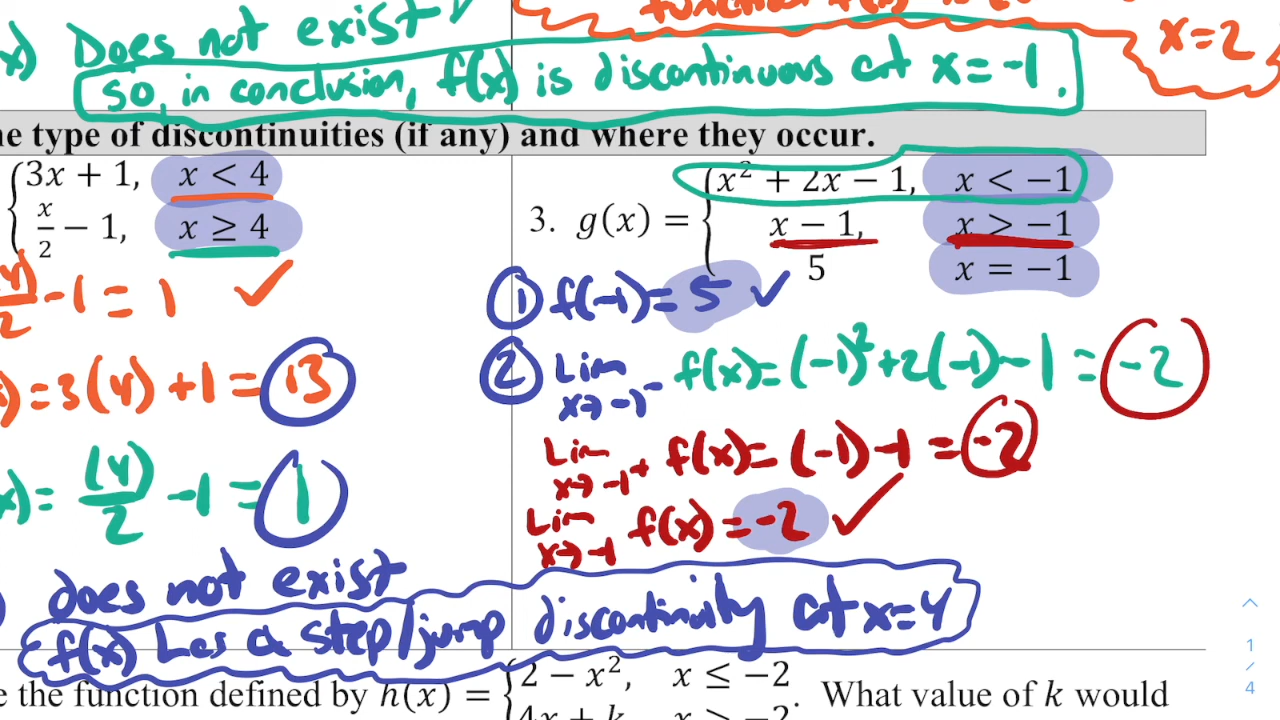 x) Does not exist
so, in conclusion, f(x) is discontinuous at x=-1.
x=2
the type of discontinuities (if any) and where they occur.
{3x + 1, x < 4
x/2 − 1, x ≥ 4
/2 -1 = 1 ✓
) = 3(4) +1 = 13
x) = (4)/2 -1 = 1
) does not exist
f(x) has a step/jump discontinuity at x=4
3. g(x) = {x² + 2x − 1, x < −1
x − 1, x > −1
5 x = −1
① f(-1) = 5 ✓
② Lim x→-1⁻ f(x) = (-1)²+2(-1)-1 = -2
Lim x→-1⁺ f(x) = (-1)-1 = -2
Lim x→-1 f(x) = -2 ✓
the function defined by h(x) = {2 − x², x ≤ −2
4x + k, x > −2 . What value of k would
1
/
4